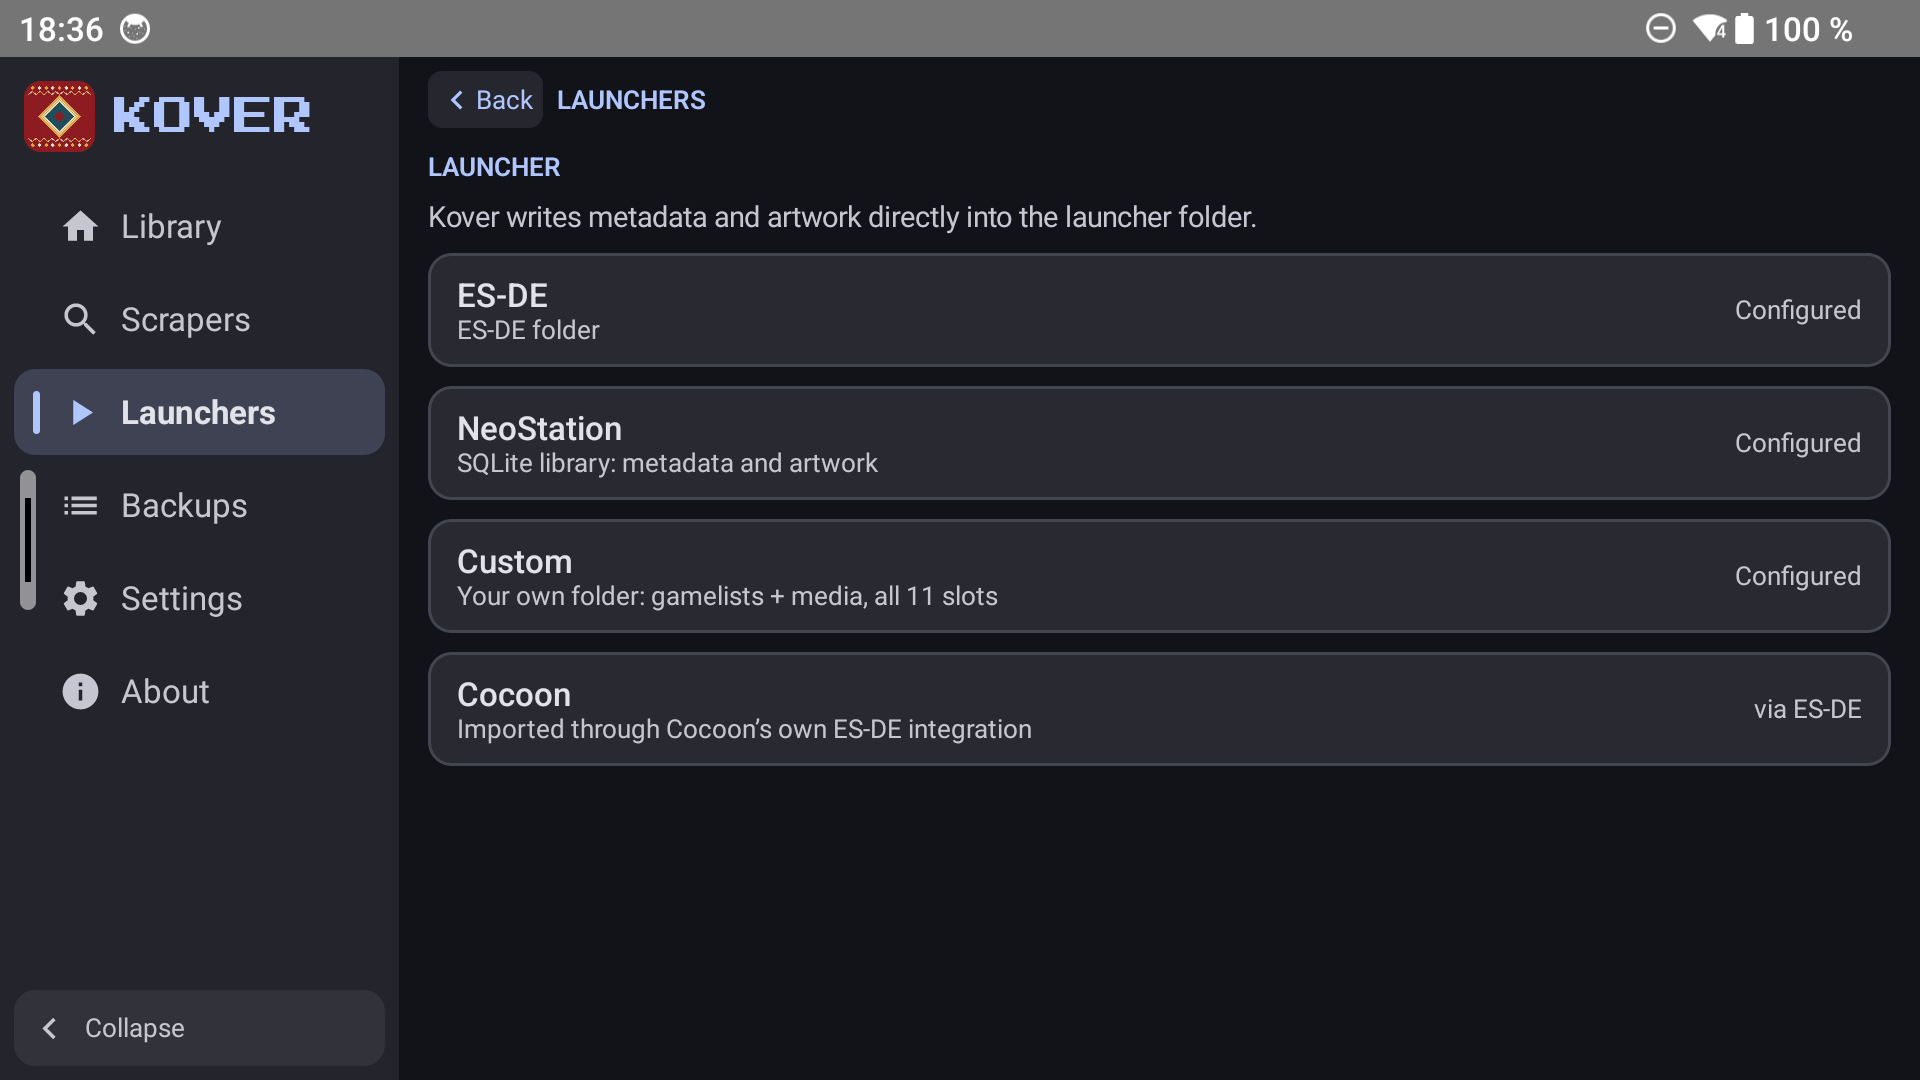 18:36
4 100 %
KOVER
Library
Scrapers
Launchers
Backups
Settings
About
Collapse
Back LAUNCHERS
LAUNCHER
Kover writes metadata and artwork directly into the launcher folder.
ES-DE
ES-DE folder
Configured
NeoStation
SQLite library: metadata and artwork
Configured
Custom
Your own folder: gamelists + media, all 11 slots
Configured
Cocoon
Imported through Cocoon’s own ES-DE integration
via ES-DE